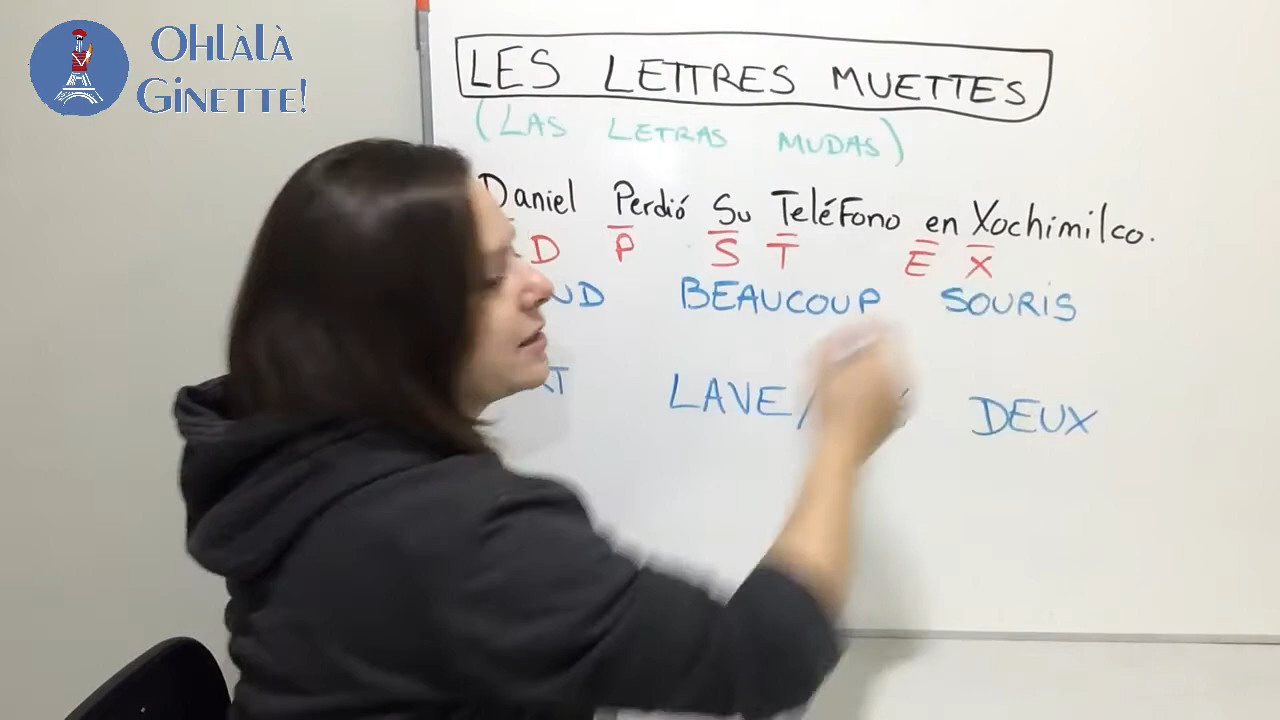 OHLÀLÀ
GINETTE!
LES LETTRES MUETTES
(LAS LETRAS MUDAS)
Daniel Perdió Su TeléFono en Xochimilco.
D P S T E X
BEAUCOUP SOURIS
LAVE/ DEUX